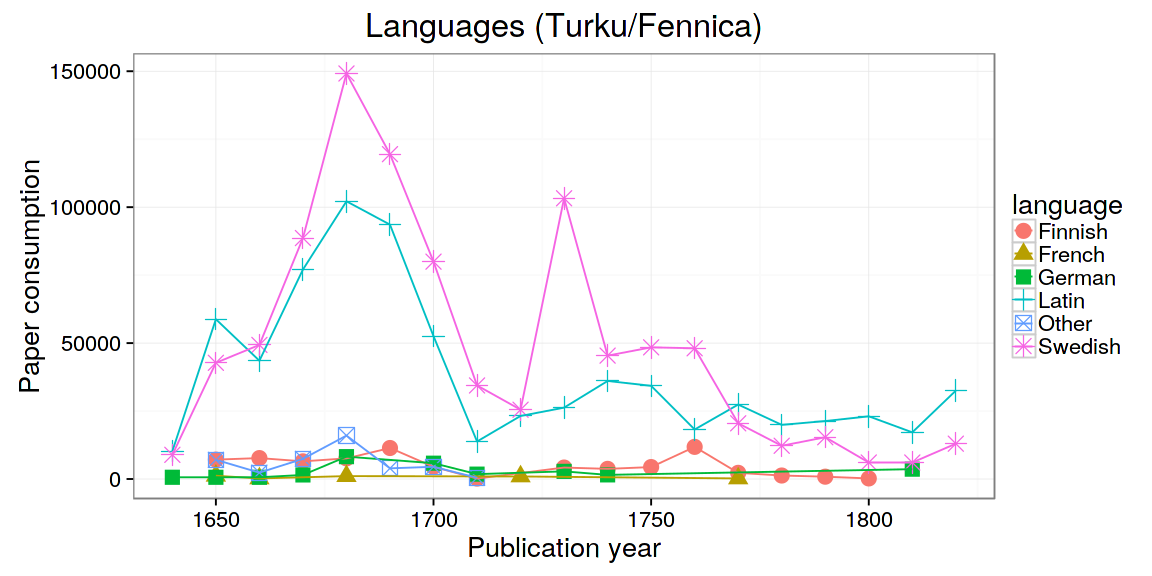 Languages (Turku/Fennica)
Paper consumption
150000
100000
50000
0
1650 1700 1750 1800
Publication year
language
Finnish
French
German
Latin
Other
Swedish